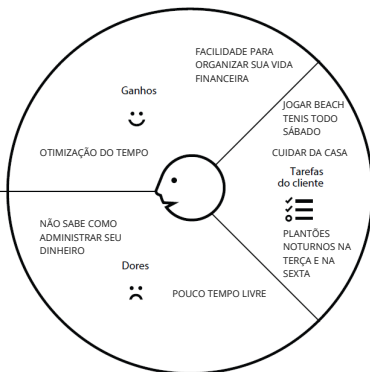 FACILIDADE PARA
ORGANIZAR SUA VIDA
FINANCEIRA
Ganhos
OTIMIZAÇÃO DO TEMPO
JOGAR BEACH
TENIS TODO
SÁBADO
CUIDAR DA CASA
Tarefas
do cliente
PLANTÕES
NOTURNOS NA
TERÇA E NA
SEXTA
NÃO SABE COMO
ADMINISTRAR SEU
DINHEIRO
Dores
POUCO TEMPO LIVRE